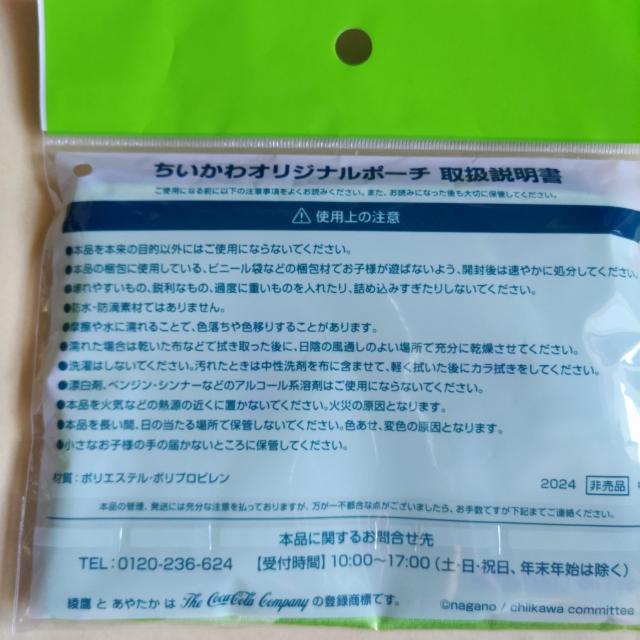 ちいかわオリジナルポーチ 取扱説明書
ご使用になる前に以下の注意事項をよくお読みください。また、お読みになった後も大切に保管してください。
⚠使用上の注意
●本品を本来の目的以外にはご使用にならないでください。
●本品の梱包に使用している、ビニール袋などの梱包材でお子様が遊ばないよう、開封後は速やかに処分してください。
●壊れやすいもの、鋭利なもの、過度に重いものを入れたり、詰め込みすぎたりしないでください。
●防水・防滴素材ではありません。
●摩擦や水に濡れることで、色落ちや色移りすることがあります。
●濡れた場合は乾いた布などで拭き取った後に、日陰の風通しのよい場所で充分に乾燥させてください。
●洗濯はしないでください。汚れたときは中性洗剤を布に含ませて、軽く拭いた後にカラ拭きをしてください。
●漂白剤、ベンジン・シンナーなどのアルコール系溶剤はご使用にならないでください。
●本品を火気などの熱源の近くに置かないでください。火災の原因となります。
●本品を長い間、日の当たる場所で保管しないでください。色あせ、変色の原因となります。
●小さなお子様の手の届かないところに保管してください。
材質:ポリエステル・ポリプロピレン
2024 非売品
本品の管理、発送には充分な注意を払っておりますが、万が一不都合な点がございましたら、お手数ですが下記までご連絡ください。
本品に関するお問合せ先
TEL:0120-236-624 【受付時間】10:00~17:00(土・日・祝日、年末年始は除く)
綾鷹 と あやたか は The Coca-Cola Company の登録商標です。
©nagano / chiikawa committee